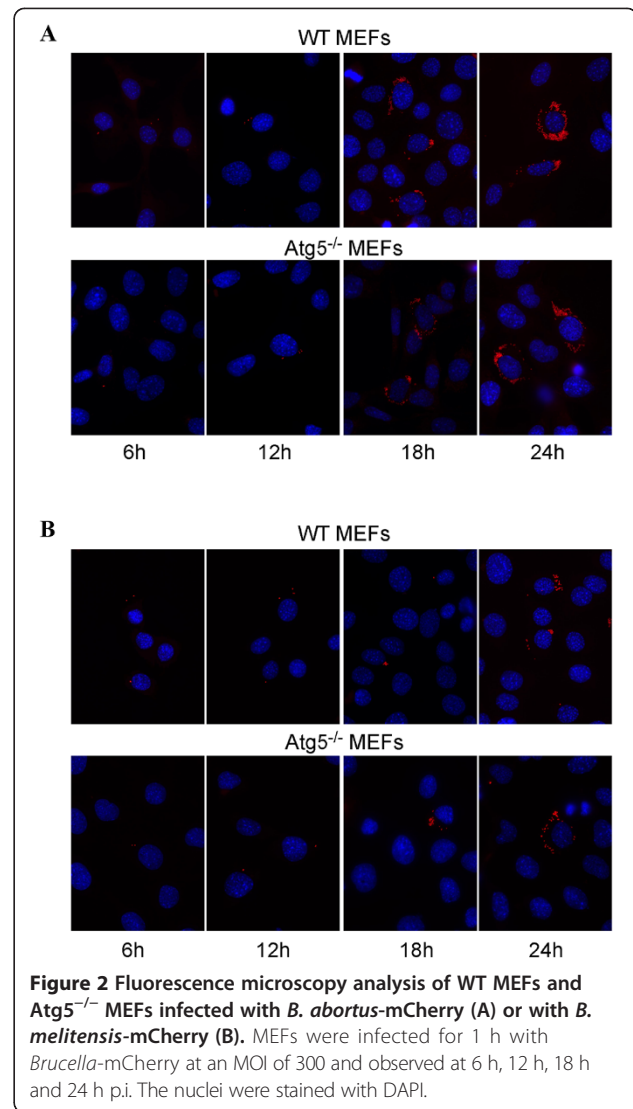 A
WT MEFs
Atg5-/- MEFs
6h 12h 18h 24h
B
WT MEFs
Atg5-/- MEFs
6h 12h 18h 24h
Figure 2 Fluorescence microscopy analysis of WT MEFs and
Atg5−/− MEFs infected with B. abortus-mCherry (A) or with B.
melitensis-mCherry (B). MEFs were infected for 1 h with
Brucella-mCherry at an MOI of 300 and observed at 6 h, 12 h, 18 h
and 24 h p.i. The nuclei were stained with DAPI.